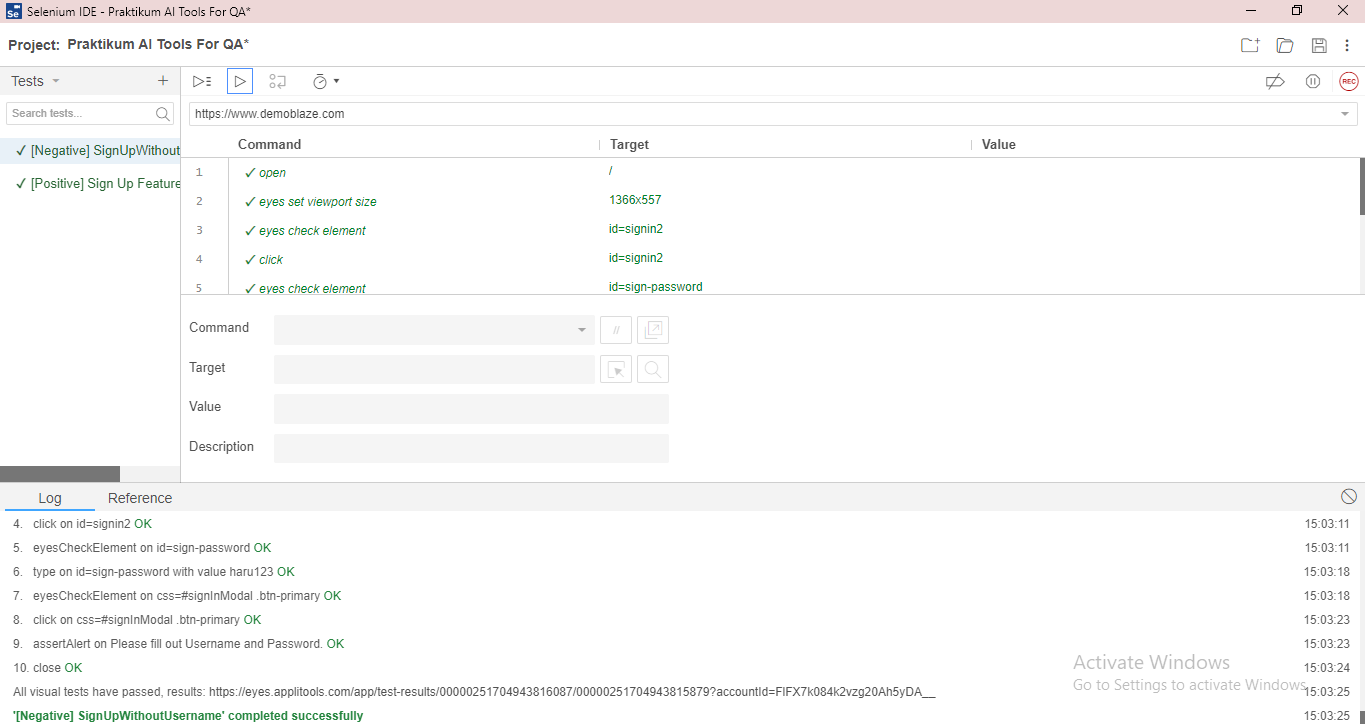 Selenium IDE - Praktikum AI Tools For QA*
Project: Praktikum AI Tools For QA*
Tests
Search tests...
✓ [Negative] SignUpWithout
✓ [Positive] Sign Up Feature
REC
https://www.demoblaze.com
Command Target Value
1 ✓ open /
2 ✓ eyes set viewport size 1366x557
3 ✓ eyes check element id=signin2
4 ✓ click id=signin2
5 ✓ eyes check element id=sign-password
Command //
Target
Value
Description
Log Reference
4. click on id=signin2 OK 15:03:11
5. eyesCheckElement on id=sign-password OK 15:03:11
6. type on id=sign-password with value haru123 OK 15:03:18
7. eyesCheckElement on css=#signInModal .btn-primary OK 15:03:18
8. click on css=#signInModal .btn-primary OK 15:03:23
9. assertAlert on Please fill out Username and Password. OK 15:03:23
10. close OK 15:03:24
All visual tests have passed, results: https://eyes.applitools.com/app/test-results/00000251704943816087/00000251704943815879?accountId=FIFX7k084k2vzg20Ah5yDA__ 15:03:25
'[Negative] SignUpWithoutUsername' completed successfully 15:03:25
Activate Windows
Go to Settings to activate Windows.